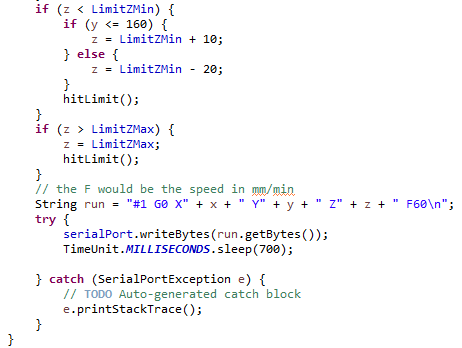 if (z < LimitZMin) {
if (y <= 160) {
z = LimitZMin + 10;
} else {
z = LimitZMin - 20;
}
hitLimit();
}
if (z > LimitZMax) {
z = LimitZMax;
hitLimit();
}
// the F would be the speed in mm/min
String run = "#1 G0 X" + x + " Y" + y + " Z" + z + " F60\n";
try {
serialPort.writeBytes(run.getBytes());
TimeUnit.MILLISECONDS.sleep(700);
} catch (SerialPortException e) {
// TODO Auto-generated catch block
e.printStackTrace();
}
}